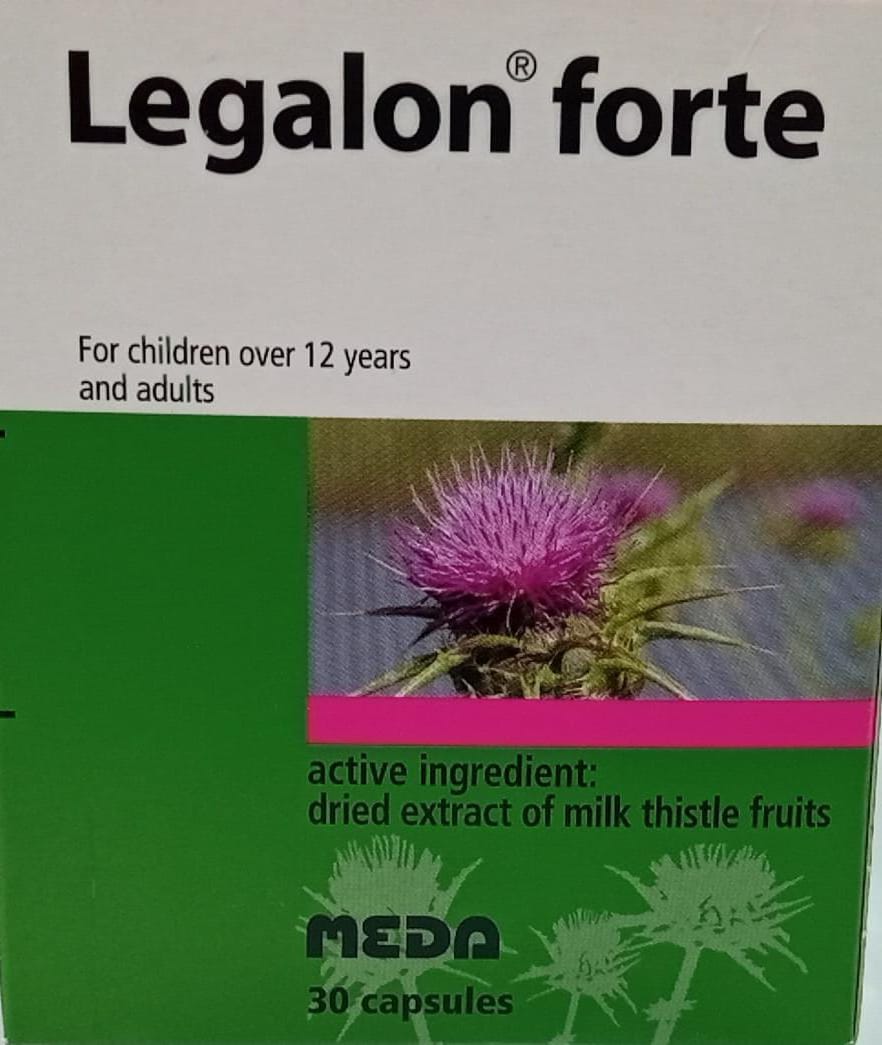 Legalon® forte
For children over 12 years
and adults
active ingredient:
dried extract of milk thistle fruits
MEDA
30 capsules